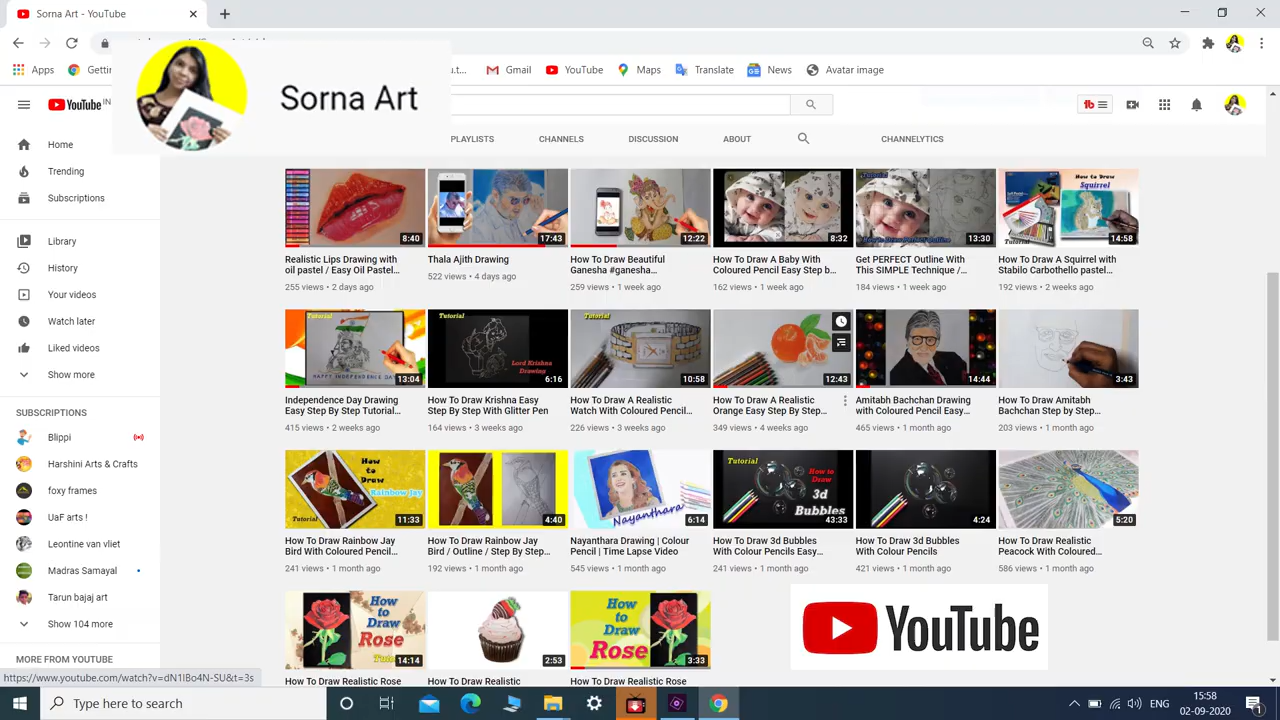 Sorna Art - YouTube
Apps
Gettin
u.t...
Gmail
YouTube
Maps
Translate
News
Avatar image
YouTube IN
Sorna Art
tb
PLAYLISTS
CHANNELS
DISCUSSION
ABOUT
CHANNELYTICS
Home
Trending
Subscriptions
Library
History
Your videos
Watch later
Liked videos
Show more
SUBSCRIPTIONS
Blippi
Harshini Arts & Crafts
foxy frames
UaF arts !
Leontine van vliet
Madras Samayal
Tarun bajaj art
Show 104 more
MORE FROM YOUTUBE
8:40
Realistic Lips Drawing with
oil pastel / Easy Oil Pastel...
255 views • 2 days ago
17:43
Thala Ajith Drawing
522 views • 4 days ago
12:22
How To Draw Beautiful
Ganesha #ganesha...
259 views • 1 week ago
Tutorial
8:32
How To Draw A Baby With
Coloured Pencil Easy Step b...
162 views • 1 week ago
Tutorial
13:30
Get PERFECT Outline With
This SIMPLE Technique /...
184 views • 1 week ago
How to Draw
Squirrel
Tutorial
14:58
How To Draw A Squirrel with
Stabilo Carbothello pastel...
192 views • 2 weeks ago
Tutorial
HAPPY INDEPENDENCE DAY
13:04
Independence Day Drawing
Easy Step By Step Tutorial...
415 views • 2 weeks ago
Tutorial
Lord Krishna
Drawing
6:16
How To Draw Krishna Easy
Step By Step With Glitter Pen
164 views • 3 weeks ago
Tutorial
10:58
How To Draw A Realistic
Watch With Coloured Pencil...
226 views • 3 weeks ago
Tutorial
12:43
How To Draw A Realistic
Orange Easy Step By Step...
349 views • 4 weeks ago
14:44
Amitabh Bachchan Drawing
with Coloured Pencil Easy...
465 views • 1 month ago
3:43
How To Draw Amitabh
Bachchan Step by Step...
203 views • 1 month ago
How
to
Draw
Rainbow Jay
Tutorial
11:33
How To Draw Rainbow Jay
Bird With Coloured Pencil...
241 views • 1 month ago
4:40
How To Draw Rainbow Jay
Bird / Outline / Step By Step...
192 views • 1 month ago
Nayanthara
6:14
Nayanthara Drawing | Colour
Pencil | Time Lapse Video
545 views • 1 month ago
Tutorial
How to
Draw
3d
Bubbles
43:33
How To Draw 3d Bubbles
With Colour Pencils Easy...
241 views • 1 month ago
4:24
How To Draw 3d Bubbles
With Colour Pencils
421 views • 1 month ago
5:20
How To Draw Realistic
Peacock With Coloured...
586 views • 1 month ago
How
to
Draw
Rose
14:14
How To Draw Realistic Rose
2:53
How To Draw Realistic
How
to
Draw
Rose
3:33
How To Draw Realistic Rose
YouTube
https://www.youtube.com/watch?v=dN1IBo4N-SU&t=3s
Type here to search
ENG
15:58
02-09-2020
1